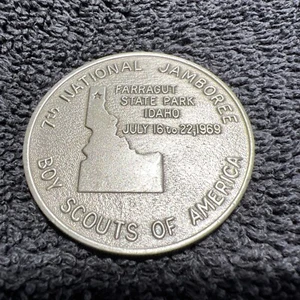 7th NATIONAL JAMBOREE
FARRAGUT
STATE PARK
IDAHO
JULY 16 to 22, 1969
BOY SCOUTS OF AMERICA